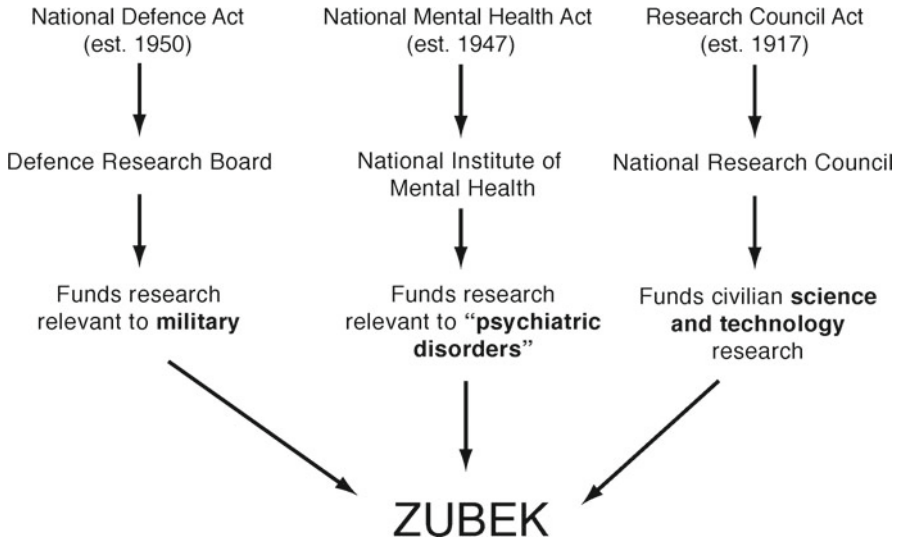 National Defence Act
(est. 1950)
Defence Research Board
Funds research
relevant to military
National Mental Health Act
(est. 1947)
National Institute of
Mental Health
Funds research
relevant to “psychiatric
disorders”
Research Council Act
(est. 1917)
National Research Council
Funds civilian science
and technology
research
ZUBEK